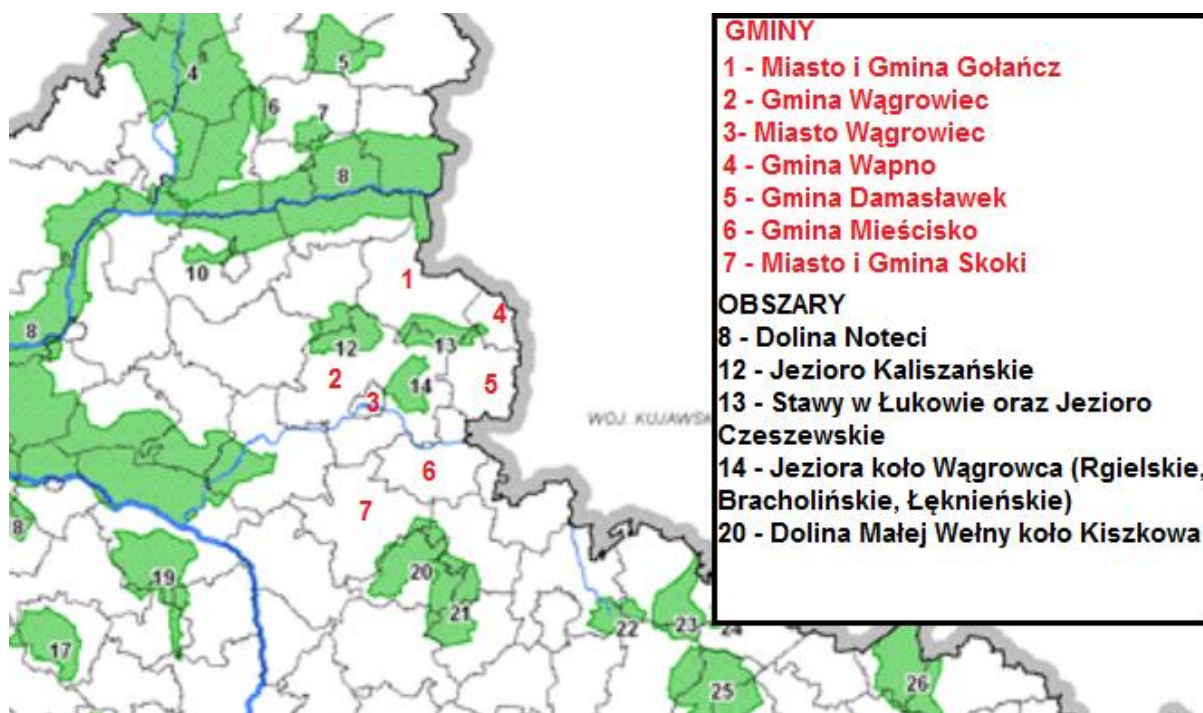 GMINY
1 - Miasto i Gmina Gołańcz
2 - Gmina Wągrowiec
3- Miasto Wągrowiec
4 - Gmina Wapno
5 - Gmina Damasławek
6 - Gmina Mieścisko
7 - Miasto i Gmina Skoki
OBSZARY
8 - Dolina Noteci
12 - Jezioro Kaliszańskie
13 - Stawy w Łukowie oraz Jezioro
Czeszewskie
14 - Jeziora koło Wągrowca (Rgielskie,
Bracholińskie, Łęknieńskie)
20 - Dolina Małej Wełny koło Kiszkowa
4
5
6
7
8
10
1
4
8
12
13
2
14
5
3
WOJ. KUJAWSK
6
7
8
19
20
21
22
23
24
17
25
26